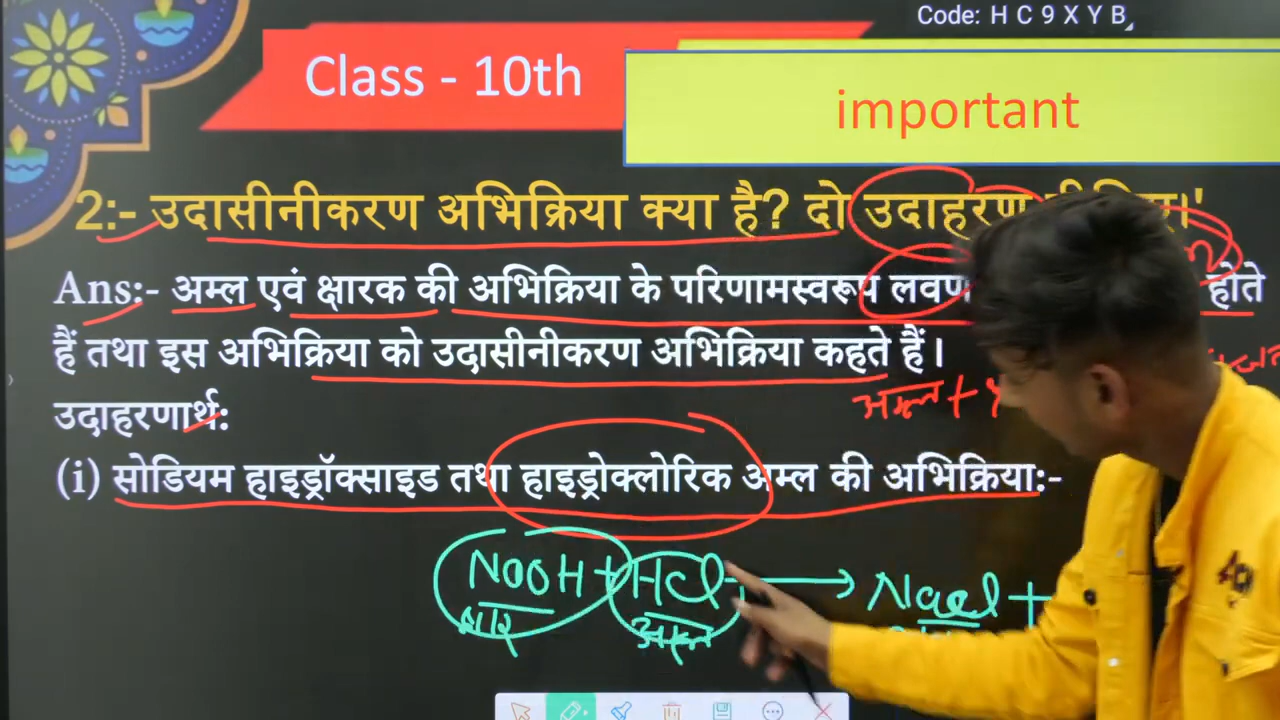 Code: H C 9 X Y B
Class - 10th
important
2:- उदासीनीकरण अभिक्रिया क्या है? दो उदाहरण
Ans:- अम्ल एवं क्षारक की अभिक्रिया के परिणामस्वरूप लवण होते
हैं तथा इस अभिक्रिया को उदासीनीकरण अभिक्रिया कहते हैं।
अम्ल +
उदाहरणार्थ:
(i) सोडियम हाइड्रॉक्साइड तथा हाइड्रोक्लोरिक अम्ल की अभिक्रिया:-
NaOH + HCl → NaCl +
क्षार अम्ल